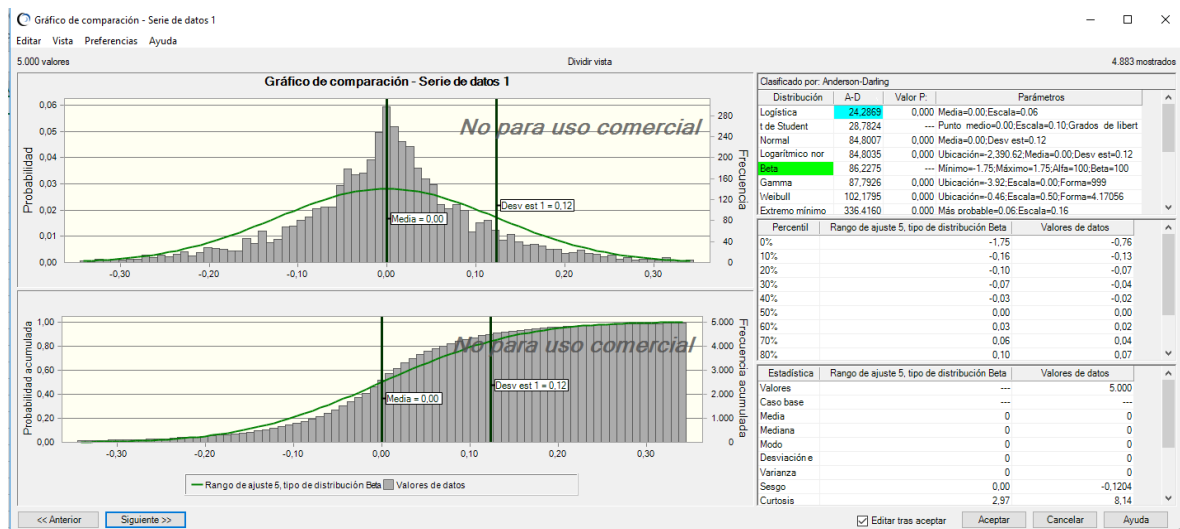 Gráfico de comparación - Serie de datos 1
Editar Vista Preferencias Ayuda
5.000 valores
Dividir vista
4.883 mostrados
Gráfico de comparación - Serie de datos 1
No para uso comercial
Probabilidad
0,06
0,05
0,04
0,03
0,02
0,01
0,00
Frecuencia
280
240
200
160
120
80
40
0
Media = 0,00
Desv est 1 = 0,12
-0,30 -0,20 -0,10 0,00 0,10 0,20 0,30
No para uso comercial
Probabilidad acumulada
1,00
0,80
0,60
0,40
0,20
0,00
Frecuencia acumulada
5.000
4.000
3.000
2.000
1.000
0
Media = 0,00
Desv est 1 = 0,12
-0,30 -0,20 -0,10 0,00 0,10 0,20 0,30
Rango de ajuste 5, tipo de distribución Beta Valores de datos
Clasificado por: Anderson-Darling
Distribución A-D Valor P: Parámetros
Logística 24,2869 0,000 Media=0.00;Escala=0.06
t de Student 28,7824 --- Punto medio=0.00;Escala=0.10;Grados de libert
Normal 84,8007 0,000 Media=0.00;Desv est=0.12
Logarítmico nor 84,8035 0,000 Ubicación=-2,390.62;Media=0.00;Desv est=0.12
Beta 86,2275 --- Mínimo=-1.75;Máximo=1.75;Alfa=100;Beta=100
Gamma 87,7926 0,000 Ubicación=-3.92;Escala=0.00;Forma=999
Weibull 102,1795 0,000 Ubicación=-0.46;Escala=0.50;Forma=4.17056
Extremo mínimo 336,4160 0,000 Más probable=0.06;Escala=0.16
Percentil Rango de ajuste 5, tipo de distribución Beta Valores de datos
0% -1,75 -0,76
10% -0,16 -0,13
20% -0,10 -0,07
30% -0,07 -0,04
40% -0,03 -0,02
50% 0,00 0,00
60% 0,03 0,02
70% 0,06 0,04
80% 0,10 0,07
Estadística Rango de ajuste 5, tipo de distribución Beta Valores de datos
Valores --- 5.000
Caso base --- ---
Media 0 0
Mediana 0 0
Modo 0 0
Desviación e 0 0
Varianza 0 0
Sesgo 0,00 -0,1204
Curtosis 2,97 8,14
<< Anterior Siguiente >> Editar tras aceptar Aceptar Cancelar Ayuda